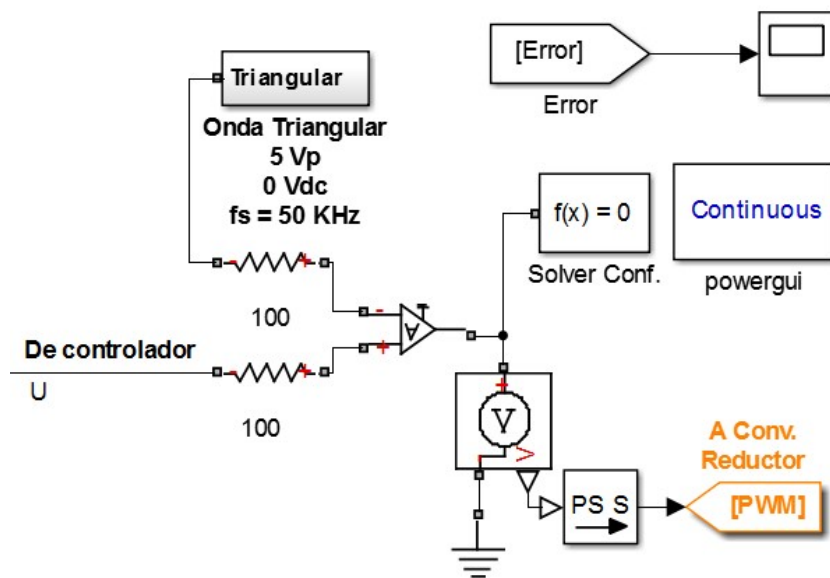 Triangular
Onda Triangular
5 Vp
0 Vdc
fs = 50 KHz
[Error]
Error
f(x) = 0
Solver Conf.
Continuous
powergui
100
De controlador
U
100
V
A Conv.
Reductor
PS S
[PWM]